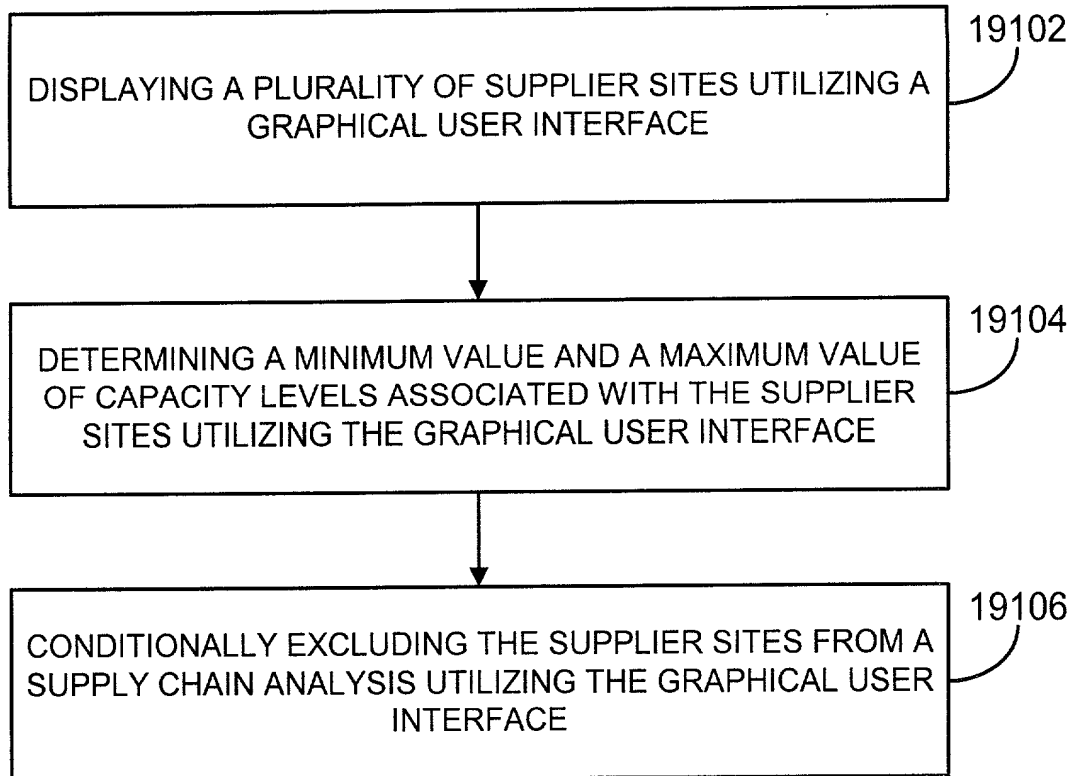 19102
DISPLAYING A PLURALITY OF SUPPLIER SITES UTILIZING A
GRAPHICAL USER INTERFACE
19104
DETERMINING A MINIMUM VALUE AND A MAXIMUM VALUE
OF CAPACITY LEVELS ASSOCIATED WITH THE SUPPLIER
SITES UTILIZING THE GRAPHICAL USER INTERFACE
19106
CONDITIONALLY EXCLUDING THE SUPPLIER SITES FROM A
SUPPLY CHAIN ANALYSIS UTILIZING THE GRAPHICAL USER
INTERFACE